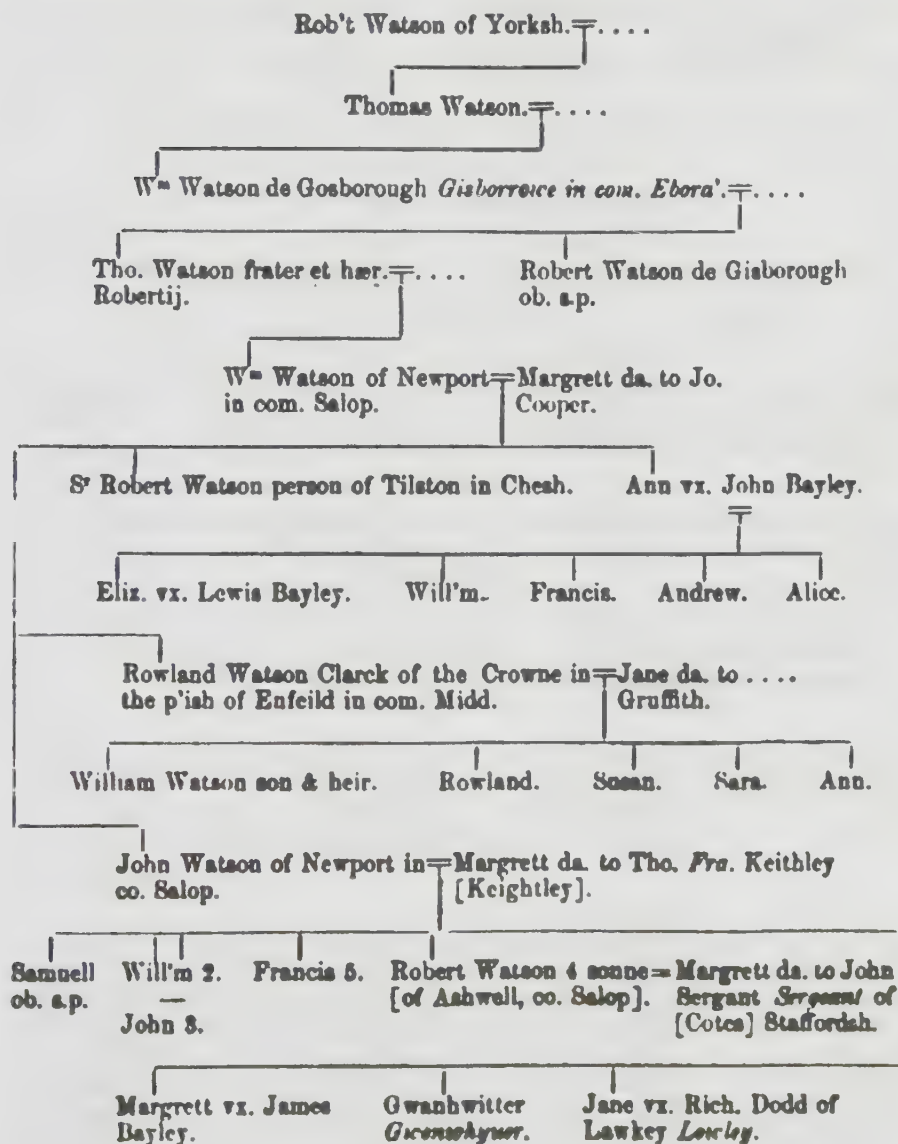 Rob't Watson of Yorksh. . . . .
Thomas Watson. . . . .
Wm Watson de Gosborough Gisborrowe in com. Ebora'. . . . .
Tho. Watson frater et hær. . . . .
Robertij.
Robert Watson de Gisborough
ob. s.p.
Wm Watson of Newport
in com. Salop.
Margrett da. to Jo.
Cooper.
Sr Robert Watson person of Tilston in Chesh.
Ann vx. John Bayley.
Eliz. vx. Lewis Bayley.
Will'm.
Francis.
Andrew.
Alice.
Rowland Watson Clarck of the Crowne in
the p'ish of Enfeild in com. Midd.
Jane da. to . . . .
Gruffith.
William Watson son & heir.
Rowland.
Susan.
Sara.
Ann.
John Watson of Newport in
co. Salop.
Margrett da. to Tho. Fra. Keithley
[Keightley].
Samuell
ob. s.p.
Will'm 2.
John 3.
Francis 5.
Robert Watson 4 sonne
[of Ashwell, co. Salop].
Margrett da. to John
Sergant Sergeant of
[Cotes] Staffordsh.
Margrett vx. James
Bayley.
Gwanhwitter
Jane vx. Rich. Dodd of
Lawkey Lawley.